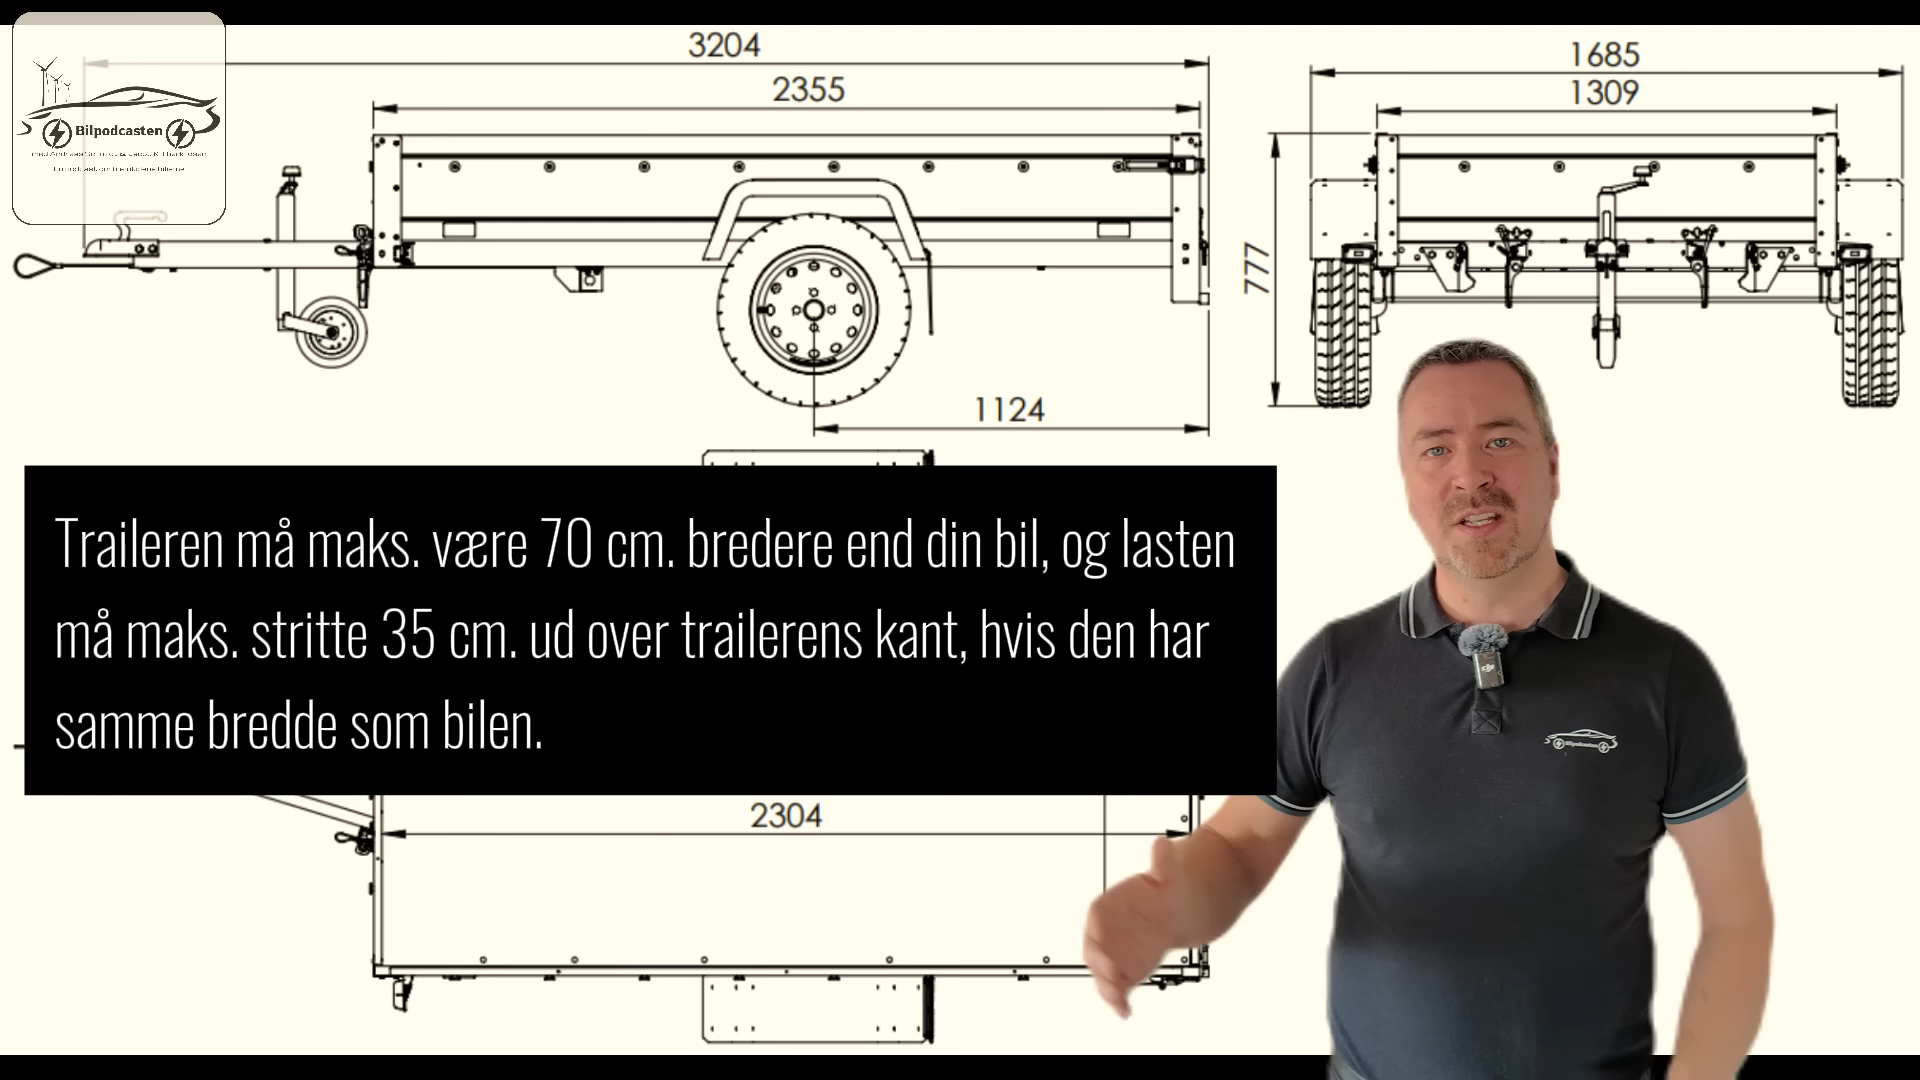 3204
2355
1685
1309
Bilpodcasten
777
1124
Traileren må maks. være 70 cm. bredere end din bil, og lasten
må maks. stritte 35 cm. ud over trailerens kant, hvis den har
samme bredde som bilen.
Bilpodcasten
2304